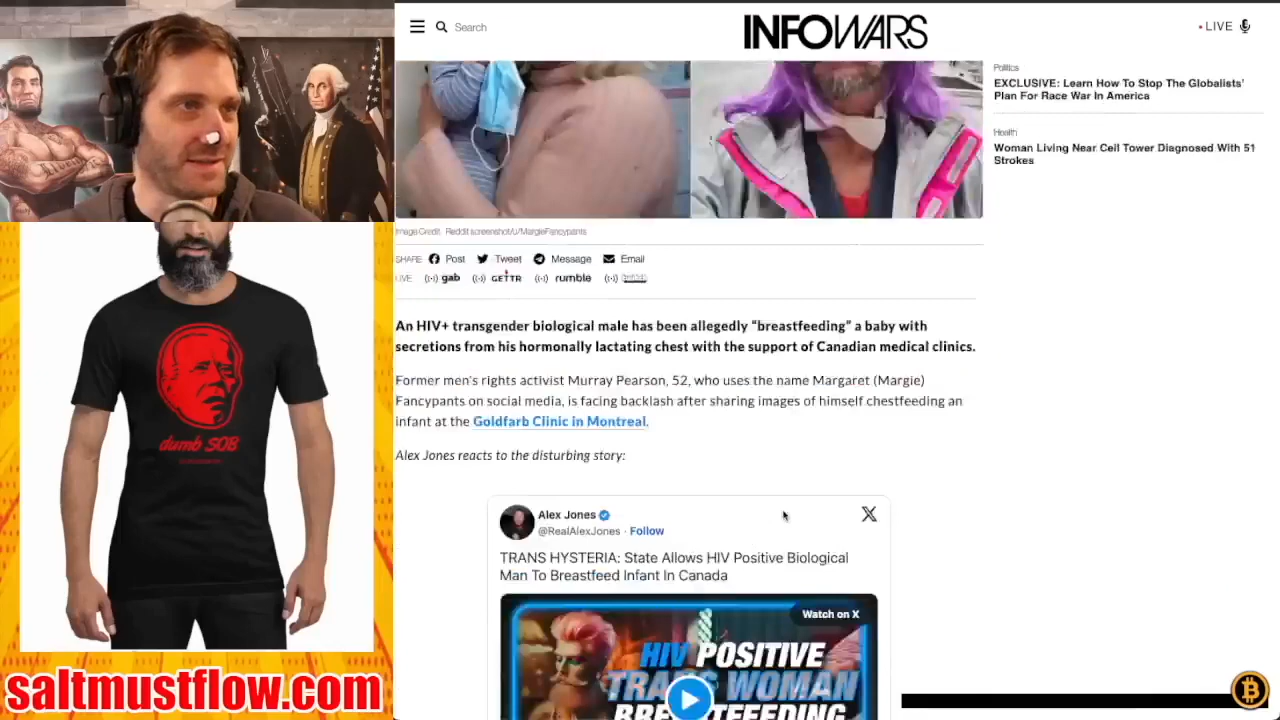 Search
INFOWARS
LIVE
Politics
EXCLUSIVE: Learn How To Stop The Globalists'
Plan For Race War In America
Health
Woman Living Near Cell Tower Diagnosed With 51
Strokes
Image Credit: Reddit screenshot/u/MargieFancypants
SHARE: Post Tweet Message Email
LIVE: gab GETTR rumble
An HIV+ transgender biological male has been allegedly “breastfeeding” a baby with
secretions from his hormonally lactating chest with the support of Canadian medical clinics.
Former men's rights activist Murray Pearson, 52, who uses the name Margaret (Margie)
Fancypants on social media, is facing backlash after sharing images of himself chestfeeding an
infant at the Goldfarb Clinic in Montreal.
Alex Jones reacts to the disturbing story:
Alex Jones
@RealAlexJones · Follow
TRANS HYSTERIA: State Allows HIV Positive Biological
Man To Breastfeed Infant In Canada
Watch on X
HIV POSITIVE
TRANS WOMAN
BREASTFEEDING
dumb SOB
saltmustflow.com